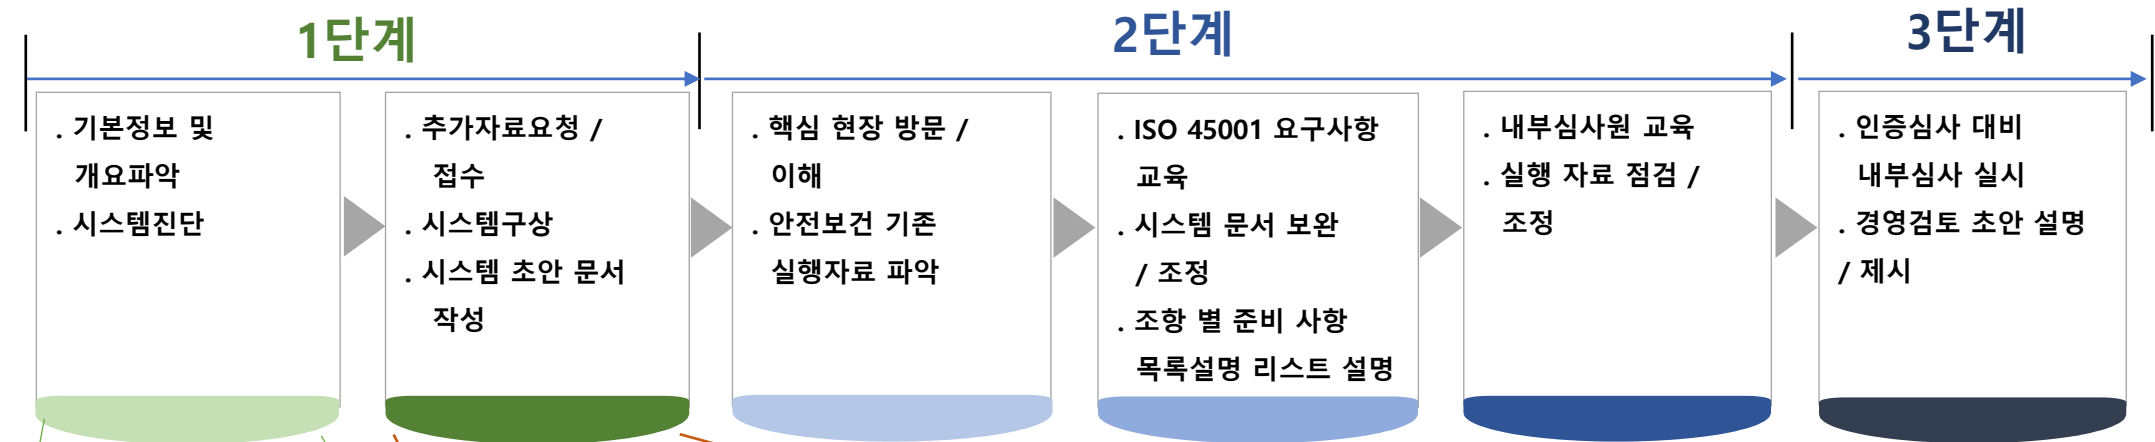 1단계
. 기본정보 및
개요파악
. 시스템진단
. 추가자료요청 /
접수
. 시스템구상
. 시스템 초안 문서
작성
2단계
. 핵심 현장 방문 /
이해
. 안전보건 기존
실행자료 파악
. ISO 45001 요구사항
교육
. 시스템 문서 보완
/ 조정
. 조항 별 준비 사항
목록설명 리스트 설명
. 내부심사원 교육
. 실행 자료 점검 /
조정
3단계
. 인증심사 대비
내부심사 실시
. 경영검토 초안 설명
/ 제시